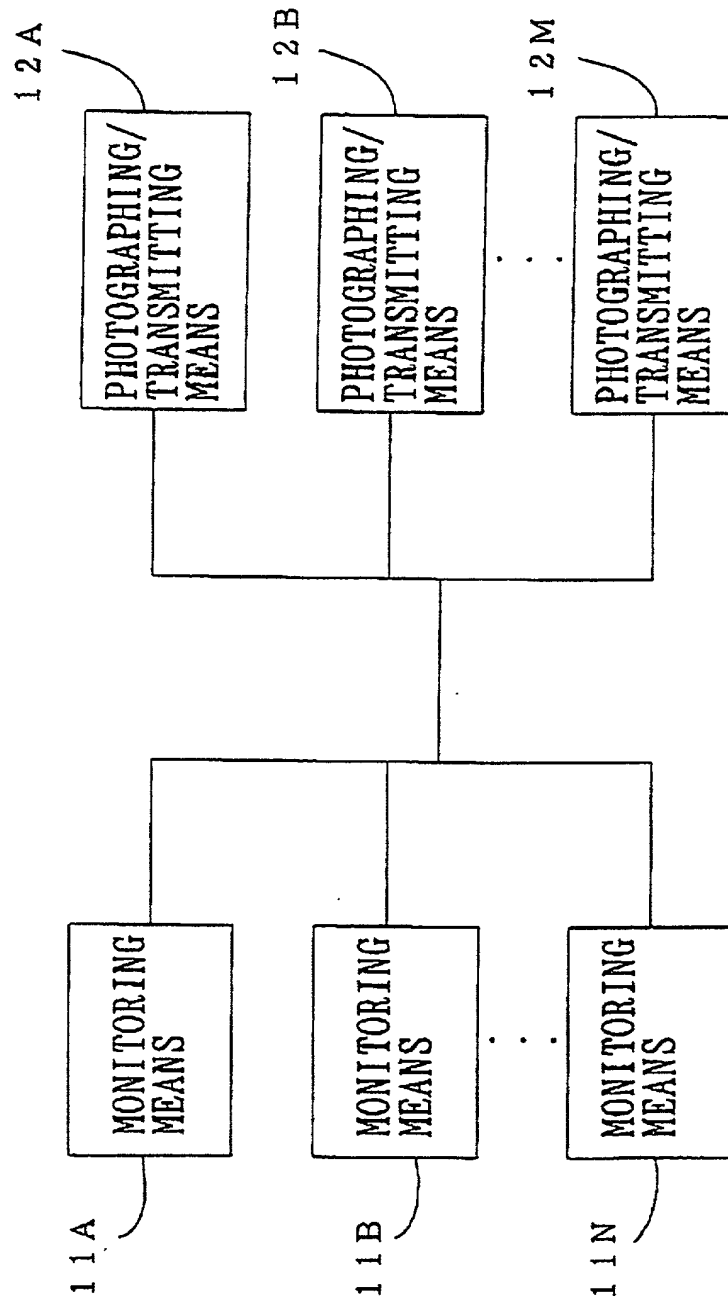 12A
PHOTOGRAPHING/
TRANSMITTING
MEANS
12B
PHOTOGRAPHING/
TRANSMITTING
MEANS
. . .
12M
PHOTOGRAPHING/
TRANSMITTING
MEANS
MONITORING
MEANS
11A
MONITORING
MEANS
11B
. . .
MONITORING
MEANS
11N